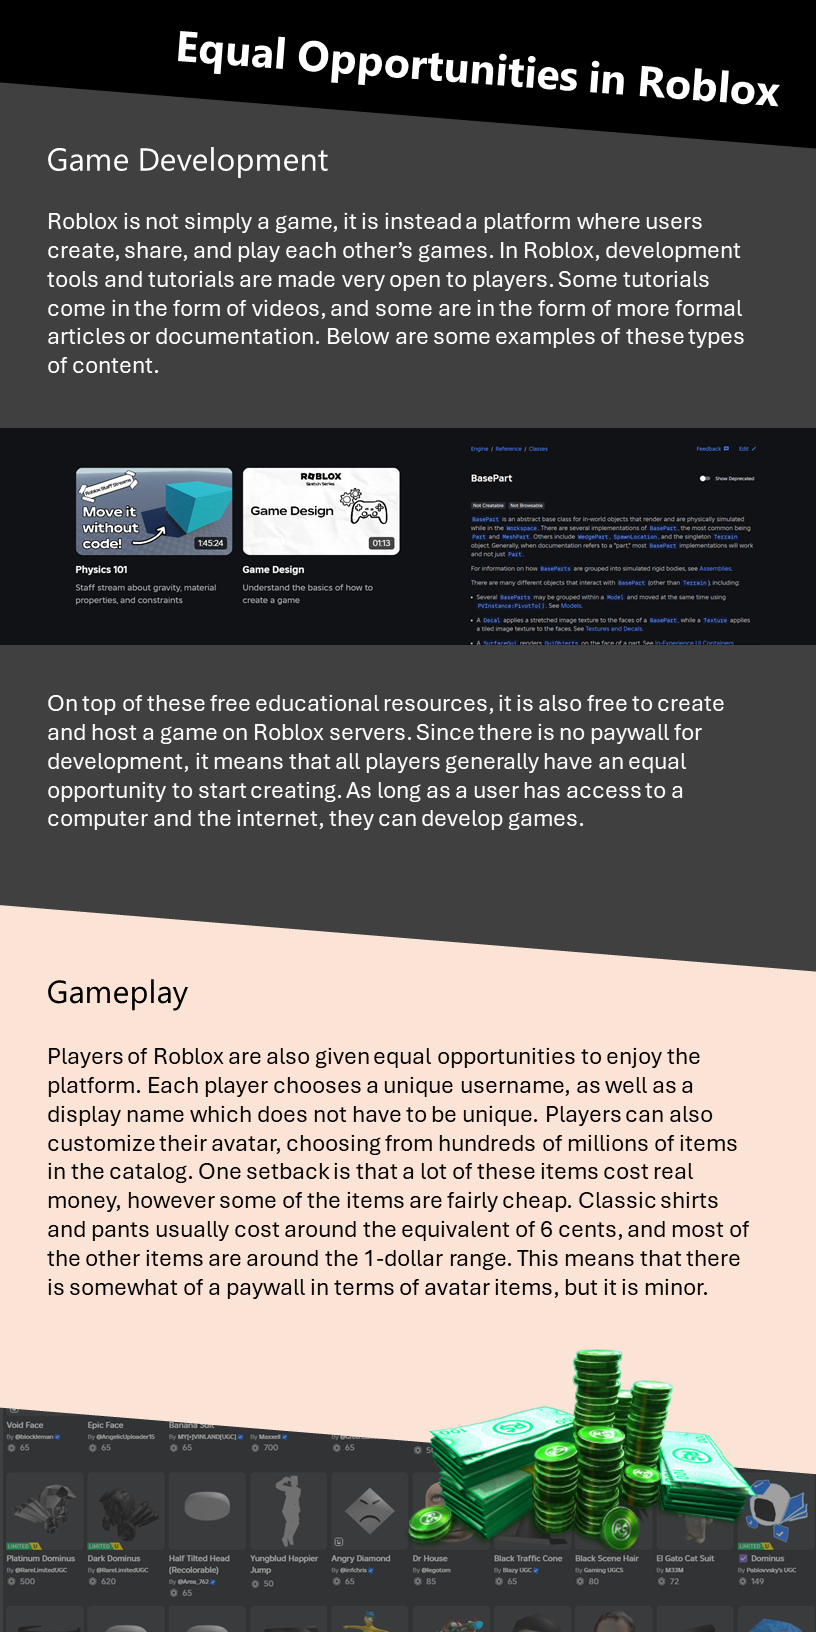 Equal Opportunities in Roblox
Game Development
Roblox is not simply a game, it is instead a platform where users
create, share, and play each other’s games. In Roblox, development
tools and tutorials are made very open to players. Some tutorials
come in the form of videos, and some are in the form of more formal
articles or documentation. Below are some examples of these types
of content.
Roblox Staff Streams
Move it
without
code!
1:45:24
Physics 101
Staff stream about gravity, material
properties, and constraints
ROBLOX
Sketch Series
Game Design
01:13
Game Design
Understand the basics of how to
create a game
Engine / Reference / Classes
Feedback
Edit
BasePart
Show Deprecated
Not Creatable Not Browsable
BasePart is an abstract base class for in-world objects that render and are physically simulated
while in the Workspace. There are several implementations of BasePart, the most common being
Part and MeshPart. Others include WedgePart, SpawnLocation, and the singleton Terrain
object. Generally, when documentation refers to a "part," most BasePart implementations will work
and not just Part.
For information on how BaseParts are grouped into simulated rigid bodies, see Assemblies.
There are many different objects that interact with BasePart (other than Terrain), including:
• Several BaseParts may be grouped within a Model and moved at the same time using
PVInstance:PivotTo(). See Models.
• A Decal applies a stretched image texture to the faces of a BasePart, while a Texture applies
a tiled image texture to the faces. See Textures and Decals.
• A SurfaceGui renders GuiObjects on the face of a part. See In-Experience UI Containers
On top of these free educational resources, it is also free to create
and host a game on Roblox servers. Since there is no paywall for
development, it means that all players generally have an equal
opportunity to start creating. As long as a user has access to a
computer and the internet, they can develop games.
Gameplay
Players of Roblox are also given equal opportunities to enjoy the
platform. Each player chooses a unique username, as well as a
display name which does not have to be unique. Players can also
customize their avatar, choosing from hundreds of millions of items
in the catalog. One setback is that a lot of these items cost real
money, however some of the items are fairly cheap. Classic shirts
and pants usually cost around the equivalent of 6 cents, and most of
the other items are around the 1-dollar range. This means that there
is somewhat of a paywall in terms of avatar items, but it is minor.
Void Face
By @blockleman
65
Epic Face
By @AngelicUploader15
65
Banana Suit
By MY[+]VINLAND[UGC]
65
By Maxxell
700
65
LIMITED U
Platinum Dominus
By @RareLimitedUGC
500
LIMITED U
Dark Dominus
By @RareLimitedUGC
620
Half Tilted Head
(Recolorable)
By @Area_762
65
Yungblud Happier
Jump
50
Angry Diamond
By @infchris
65
Dr House
By @legotom
85
Black Traffic Cone
By Blazy UGC
65
Black Scene Hair
By Gaming UGCS
80
El Gato Cat Suit
By M33M
72
LIMITED U
Dominus
By Pablovvsky's UGC
149